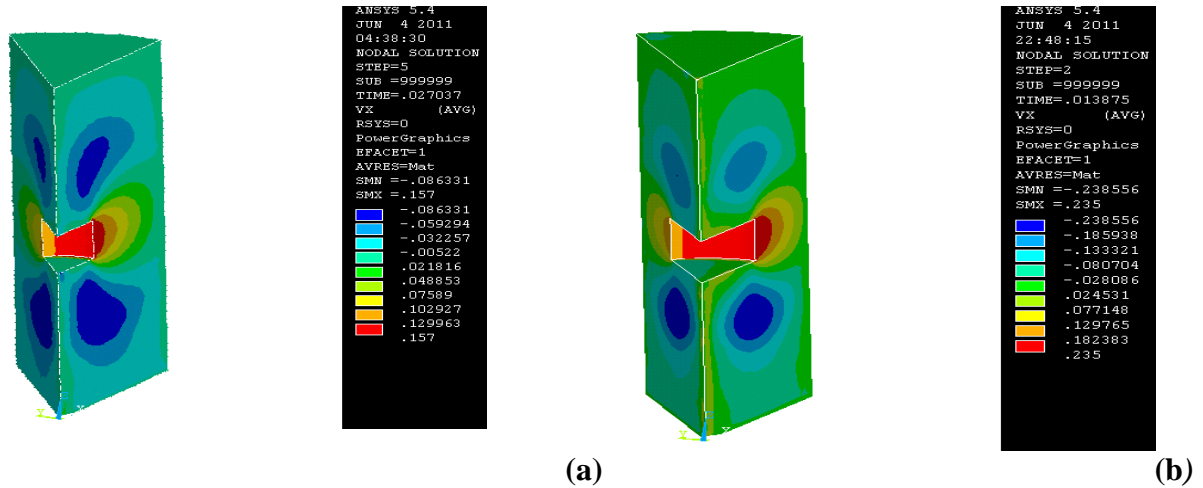 ANSYS 5.4
JUN 4 2011
04:38:30
NODAL SOLUTION
STEP=5
SUB =999999
TIME=.027037
VX (AVG)
RSYS=0
PowerGraphics
EFACET=1
AVRES=Mat
SMN =-.086331
SMX =.157
-.086331
-.059294
-.032257
-.00522
.021816
.048853
.07589
.102927
.129963
.157
(a)
ANSYS 5.4
JUN 4 2011
22:48:15
NODAL SOLUTION
STEP=2
SUB =999999
TIME=.013875
VX (AVG)
RSYS=0
PowerGraphics
EFACET=1
AVRES=Mat
SMN =-.238556
SMX =.235
-.238556
-.185938
-.133321
-.080704
-.028086
.024531
.077148
.129765
.182383
.235
(b)